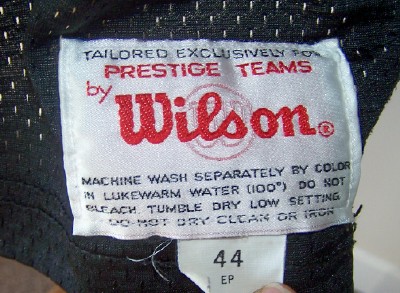 TAILORED EXCLUSIVELY FOR
PRESTIGE TEAMS
by
Wilson®
MACHINE WASH SEPARATELY BY COLOR
IN LUKEWARM WATER (100°) DO NOT
BLEACH. TUMBLE DRY LOW SETTING
DO NOT DRY CLEAN OR IRON
44
EP